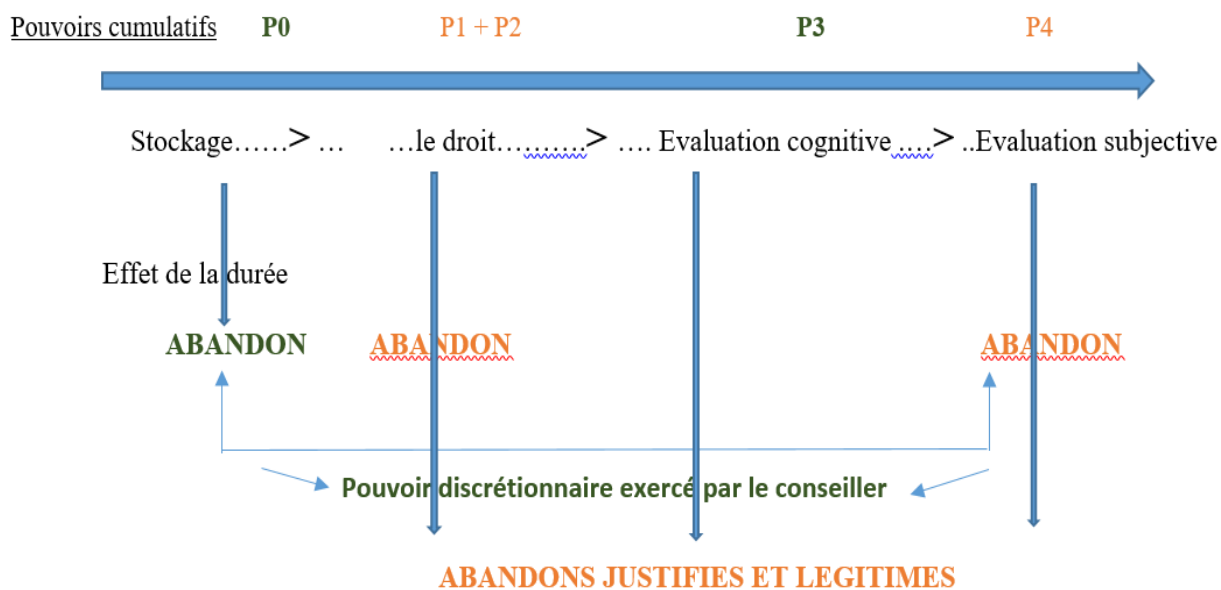 Pouvoirs cumulatifs P0 P1 + P2 P3 P4
Stockage......> ... ...le droit..........> .... Evaluation cognitive ....> ..Evaluation subjective
Effet de la durée
ABANDON ABANDON ABANDON
Pouvoir discrétionnaire exercé par le conseiller
ABANDONS JUSTIFIES ET LEGITIMES